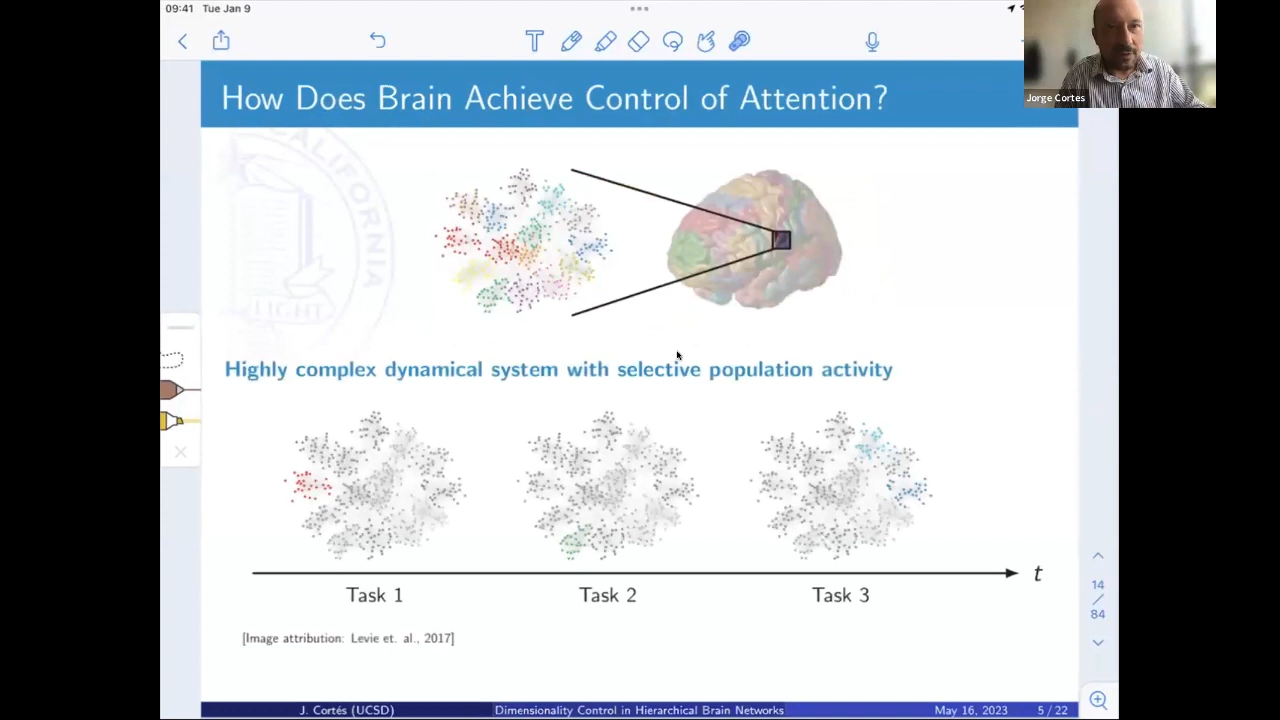 09:41 Tue Jan 9
Jorge Cortes
How Does Brain Achieve Control of Attention?
CALIFORNIA
LIGHT
Highly complex dynamical system with selective population activity
t
Task 1 Task 2 Task 3
[Image attribution: Levie et. al., 2017]
14
/
84
J. Cortés (UCSD) Dimensionality Control in Hierarchical Brain Networks May 16, 2023 5 / 22